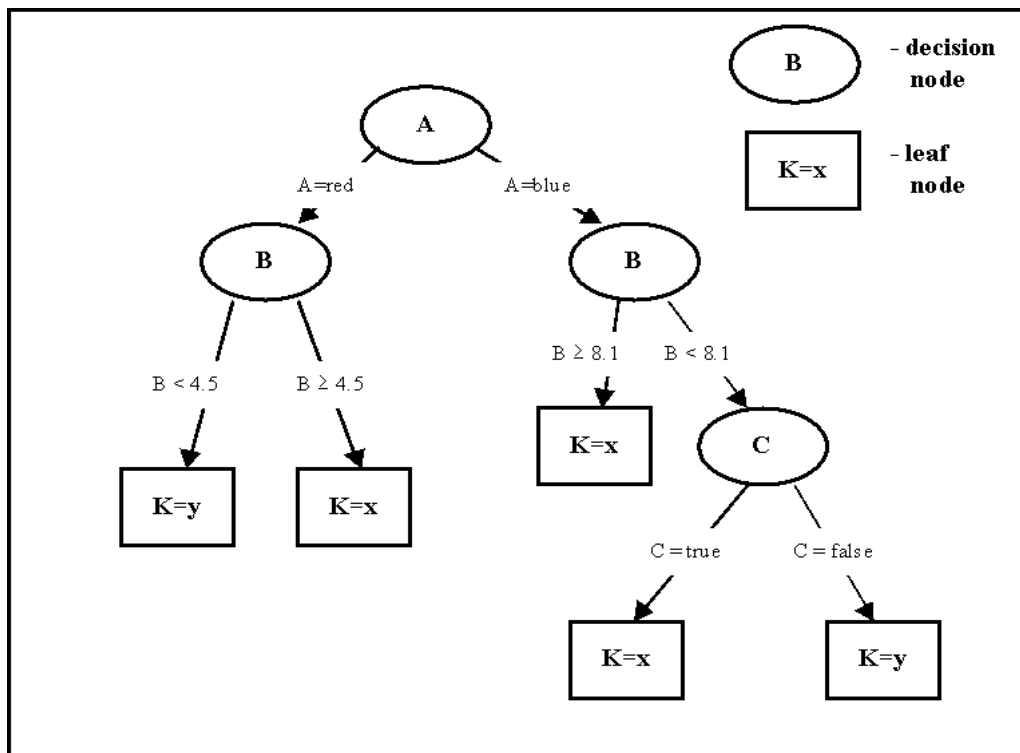 B
- decision
node
A
K=x
- leaf
node
A=red
A=blue
B
B
B ≥ 8.1
B < 8.1
B < 4.5
B ≥ 4.5
K=x
C
K=y
K=x
C = true
C = false
K=x
K=y